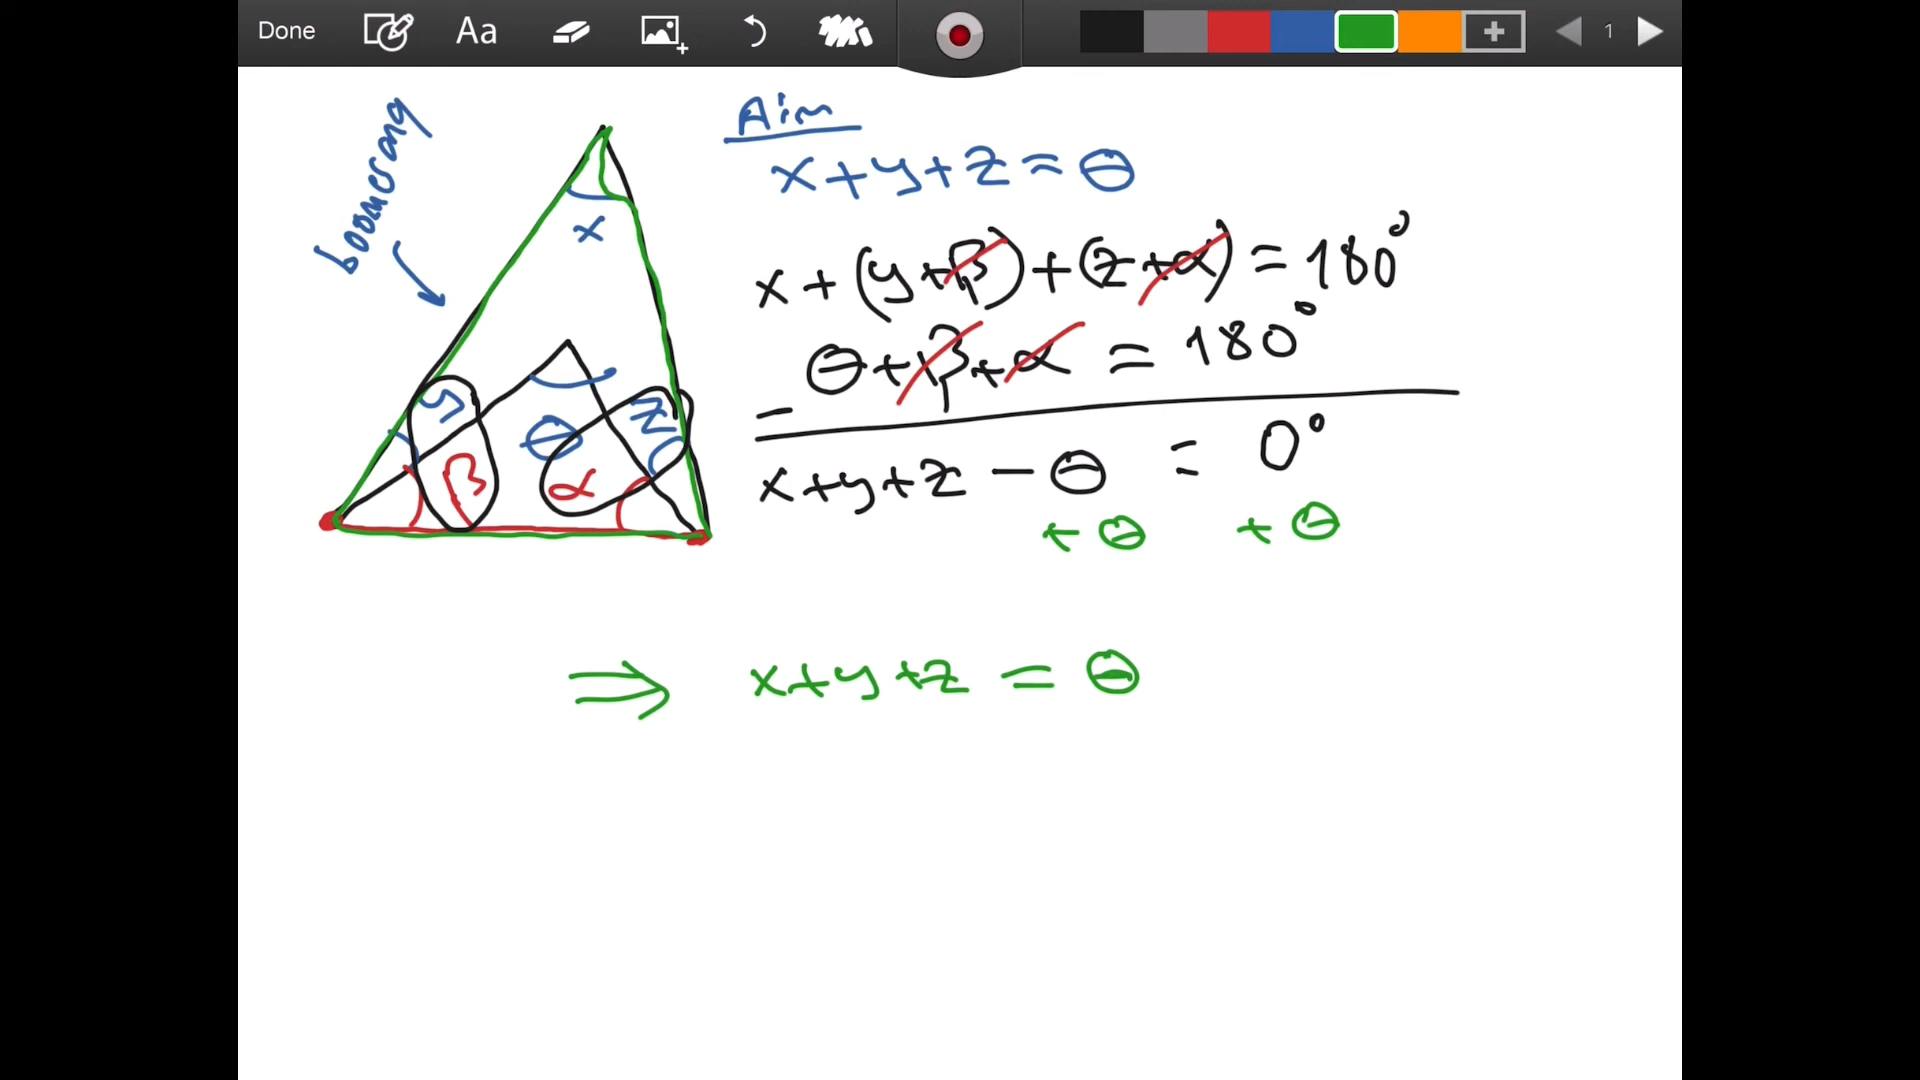 Done Aa 1
boomerang
Aim
x+y+z=θ
x+(y+β)+(z+α)=180°
θ+β+α=180°
x+y+z-θ=0°
+θ +θ
⇒ x+y+z=θ
x
y
z
θ
β
α